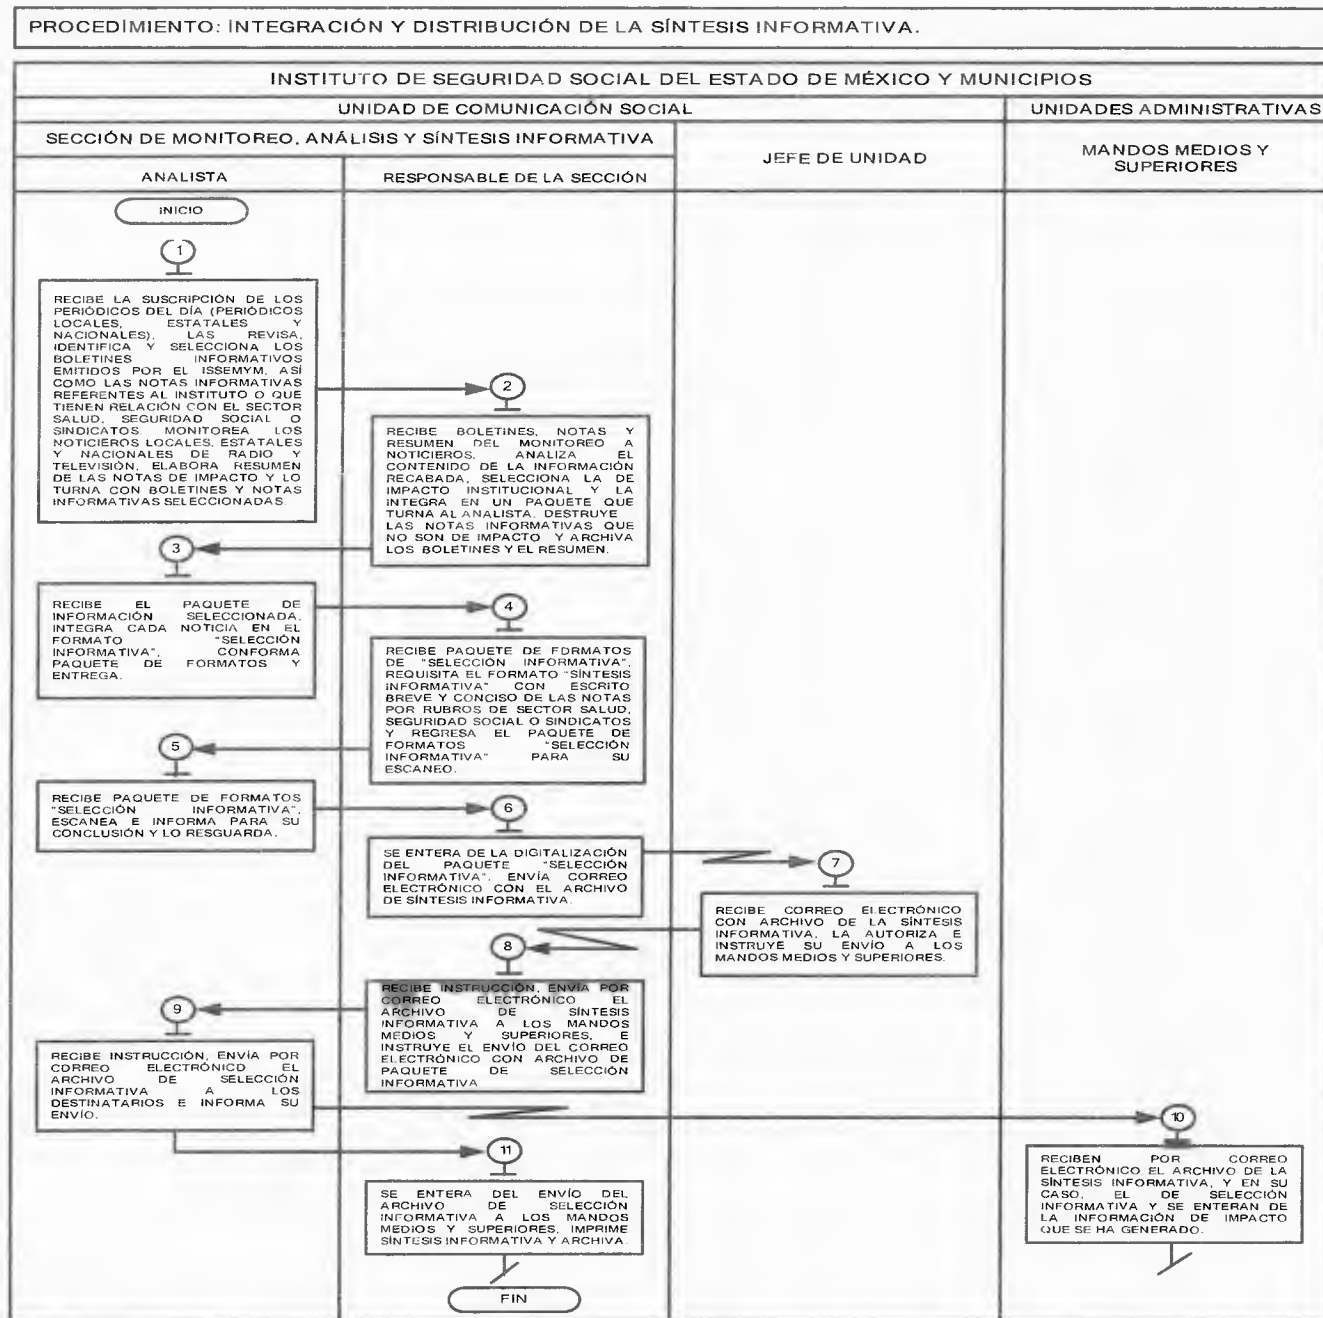 PROCEDIMIENTO: INTEGRACIÓN Y DISTRIBUCIÓN DE LA SÍNTESIS INFORMATIVA.
INSTITUTO DE SEGURIDAD SOCIAL DEL ESTADO DE MÉXICO Y MUNICIPIOS
UNIDAD DE COMUNICACIÓN SOCIAL
UNIDADES ADMINISTRATIVAS
SECCIÓN DE MONITOREO, ANÁLISIS Y SÍNTESIS INFORMATIVA
JEFE DE UNIDAD
MANDOS MEDIOS Y
SUPERIORES
ANALISTA
RESPONSABLE DE LA SECCIÓN
INICIO
1
RECIBE LA SUSCRIPCIÓN DE LOS
PERIÓDICOS DEL DÍA (PERIÓDICOS
LOCALES, ESTATALES Y
NACIONALES), LAS REVISA,
IDENTIFICA Y SELECCIONA LOS
BOLETINES INFORMATIVOS
EMITIDOS POR EL ISSEMYM, ASÍ
COMO LAS NOTAS INFORMATIVAS
REFERENTES AL INSTITUTO O QUE
TIENEN RELACIÓN CON EL SECTOR
SALUD, SEGURIDAD SOCIAL O
SINDICATOS. MONITOREA LOS
NOTICIEROS LOCALES, ESTATALES
Y NACIONALES DE RADIO Y
TELEVISIÓN, ELABORA RESUMEN
DE LAS NOTAS DE IMPACTO Y LO
TURNA CON BOLETINES Y NOTAS
INFORMATIVAS SELECCIONADAS.
2
RECIBE BOLETINES, NOTAS Y
RESUMEN DEL MONITOREO A
NOTICIEROS, ANALIZA EL
CONTENIDO DE LA INFORMACIÓN
RECABADA, SELECCIONA LA DE
IMPACTO INSTITUCIONAL Y LA
INTEGRA EN UN PAQUETE QUE
TURNA AL ANALISTA. DESTRUYE
LAS NOTAS INFORMATIVAS QUE
NO SON DE IMPACTO Y ARCHIVA
LOS BOLETINES Y EL RESUMEN.
3
RECIBE EL PAQUETE DE
INFORMACIÓN SELECCIONADA,
INTEGRA CADA NOTICIA EN EL
FORMATO "SELECCIÓN
INFORMATIVA", CONFORMA
PAQUETE DE FORMATOS Y
ENTREGA.
4
RECIBE PAQUETE DE FORMATOS
DE "SELECCIÓN INFORMATIVA",
REQUISITA EL FORMATO "SÍNTESIS
INFORMATIVA" CON ESCRITO
BREVE Y CONCISO DE LAS NOTAS
POR RUBROS DE SECTOR SALUD,
SEGURIDAD SOCIAL O SINDICATOS
Y REGRESA EL PAQUETE DE
FORMATOS "SELECCIÓN
INFORMATIVA" PARA SU
ESCANEO.
5
RECIBE PAQUETE DE FORMATOS
"SELECCIÓN INFORMATIVA",
ESCANEA E INFORMA PARA SU
CONCLUSIÓN Y LO RESGUARDA.
6
SE ENTERA DE LA DIGITALIZACIÓN
DEL PAQUETE "SELECCIÓN
INFORMATIVA", ENVÍA CORREO
ELECTRÓNICO CON EL ARCHIVO
DE SÍNTESIS INFORMATIVA.
7
RECIBE CORREO ELECTRÓNICO
CON ARCHIVO DE LA SÍNTESIS
INFORMATIVA, LA AUTORIZA E
INSTRUYE SU ENVÍO A LOS
MANDOS MEDIOS Y SUPERIORES.
8
RECIBE INSTRUCCIÓN, ENVÍA POR
CORREO ELECTRÓNICO EL
ARCHIVO DE SÍNTESIS
INFORMATIVA A LOS MANDOS
MEDIOS Y SUPERIORES, E
INSTRUYE EL ENVÍO DEL CORREO
ELECTRÓNICO CON ARCHIVO DE
PAQUETE DE SELECCIÓN
INFORMATIVA
9
RECIBE INSTRUCCIÓN, ENVÍA POR
CORREO ELECTRÓNICO EL
ARCHIVO DE SELECCIÓN
INFORMATIVA A LOS
DESTINATARIOS E INFORMA SU
ENVÍO.
10
RECIBEN POR CORREO
ELECTRÓNICO EL ARCHIVO DE LA
SÍNTESIS INFORMATIVA, Y EN SU
CASO, EL DE SELECCIÓN
INFORMATIVA Y SE ENTERAN DE
LA INFORMACIÓN DE IMPACTO
QUE SE HA GENERADO.
11
SE ENTERA DEL ENVÍO DEL
ARCHIVO DE SELECCIÓN
INFORMATIVA A LOS MANDOS
MEDIOS Y SUPERIORES, IMPRIME
SÍNTESIS INFORMATIVA Y ARCHIVA.
FIN